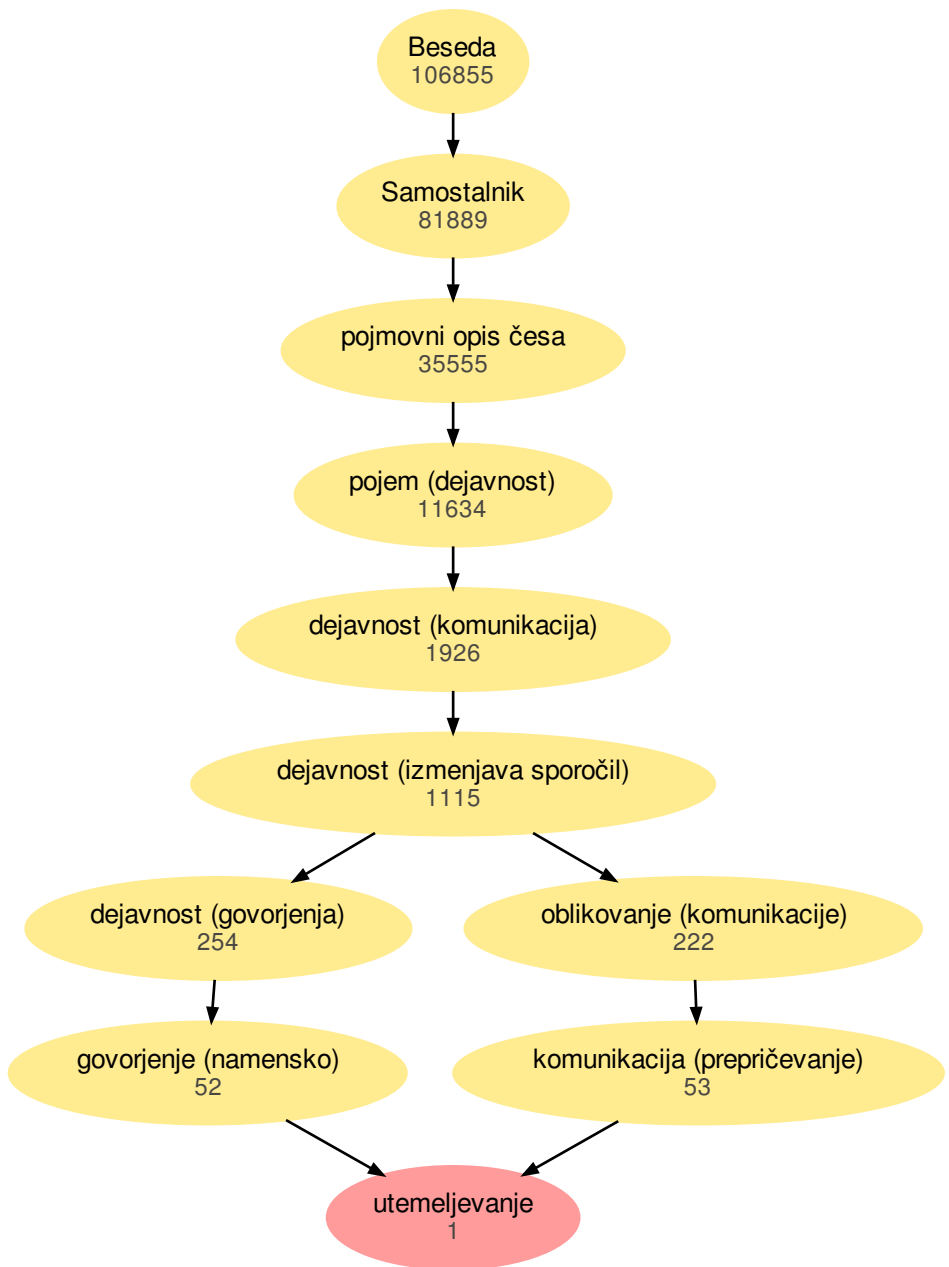 Beseda
106855
Samostalnik
81889
pojmovni opis česa
35555
pojem (dejavnost)
11634
dejavnost (komunikacija)
1926
dejavnost (izmenjava sporočil)
1115
dejavnost (govorjenja)
254
oblikovanje (komunikacije)
222
govorjenje (namensko)
52
komunikacija (prepričevanje)
53
utemeljevanje
1